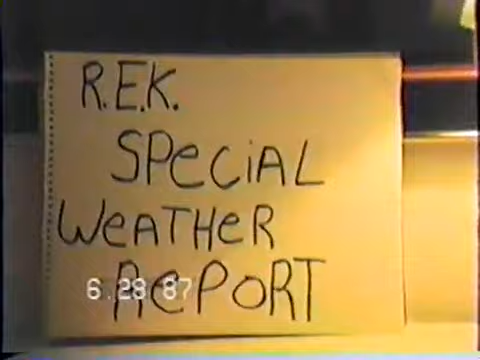 R.E.K.
SPeCiAL
WeATHeR
RePoRT
6.28.87